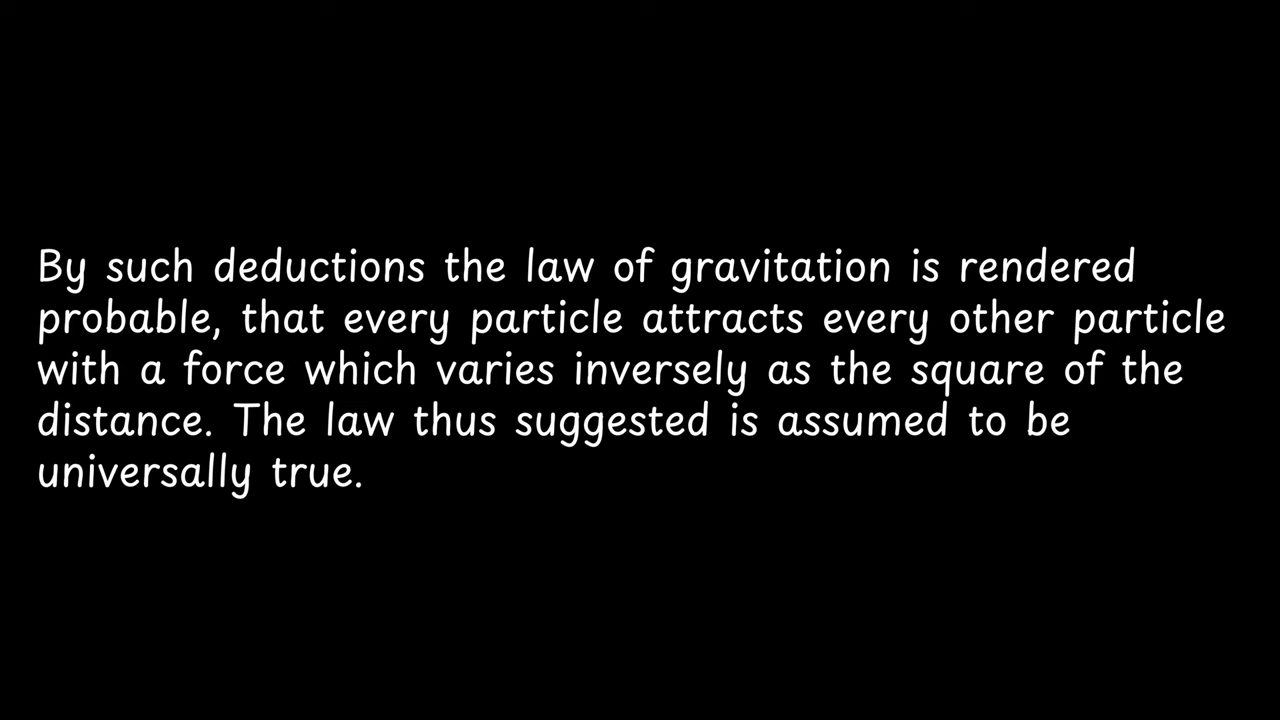 By such deductions the law of gravitation is rendered
probable, that every particle attracts every other particle
with a force which varies inversely as the square of the
distance. The law thus suggested is assumed to be
universally true.